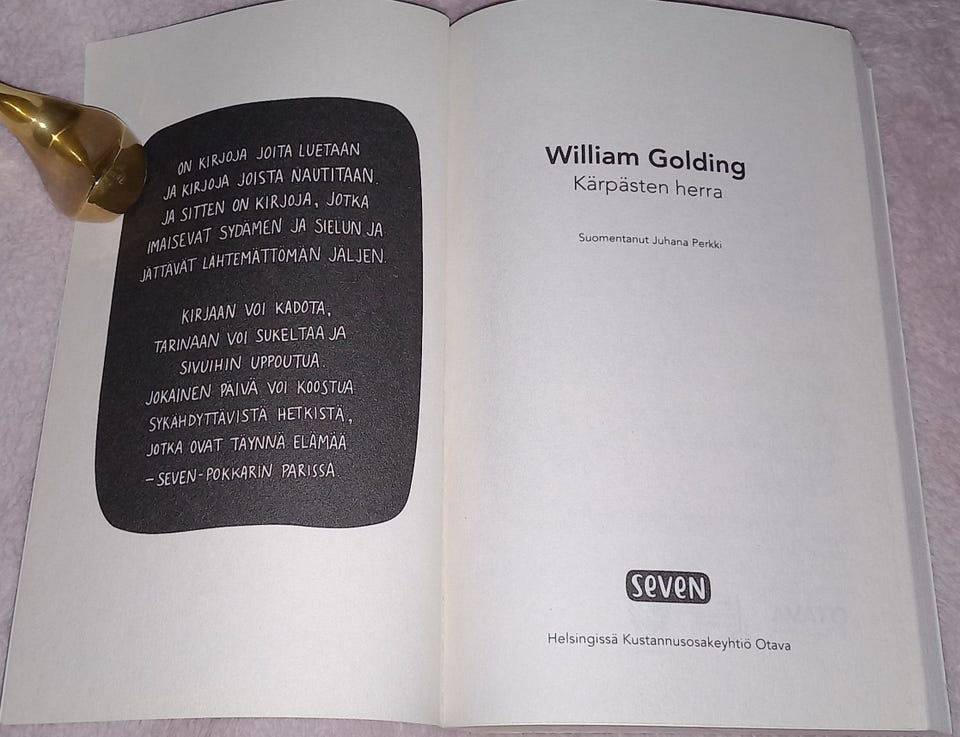 ON KIRJOJA JOITA LUETAAN
JA KIRJOJA JOISTA NAUTITAAN.
JA SITTEN ON KIRJOJA, JOTKA
IMAISEVAT SYDÄMEN JA SIELUN JA
JÄTTÄVÄT LÄHTEMÄTTÖMÄN JÄLJEN.
KIRJAAN VOI KADOTA,
TARINAAN VOI SUKELTAA JA
SIVUIHIN UPPOUTUA.
JOKAINEN PÄIVÄ VOI KOOSTUA
SYKÄHDYTTÄVISTÄ HETKISTÄ,
JOTKA OVAT TÄYNNÄ ELÄMÄÄ
– SEVEN-POKKARIN PARISSA.
William Golding
Kärpästen herra
Suomentanut Juhana Perkki
seven
Helsingissä Kustannusosakeyhtiö Otava